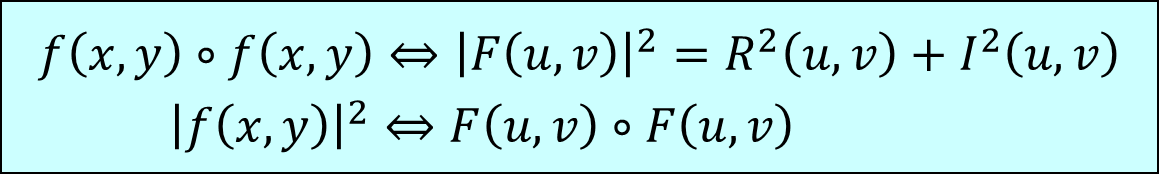 f(x, y) ∘ f(x, y) ⇔ |F(u, v)|² = R²(u, v) + I²(u, v)
|f(x, y)|² ⇔ F(u, v) ∘ F(u, v)